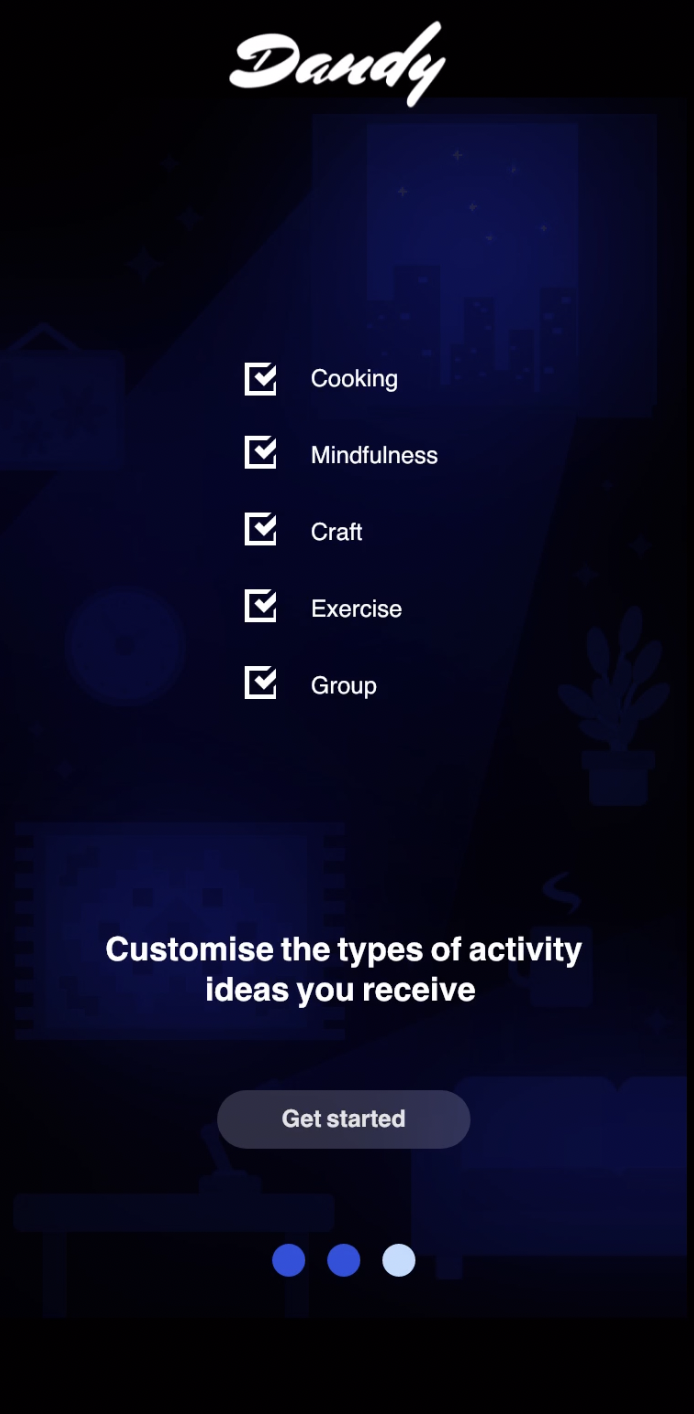 Dandy
Cooking
Mindfulness
Craft
Exercise
Group
Customise the types of activity
ideas you receive
Get started